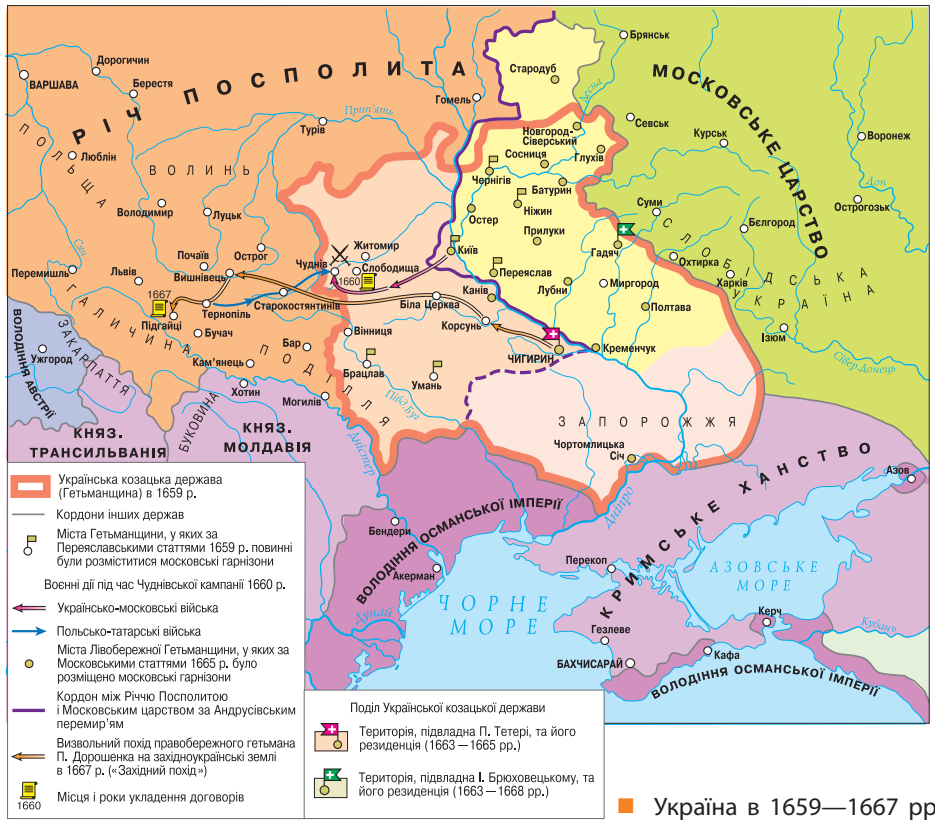 РІЧ ПОСПОЛИТА
МОСКОВСЬКЕ ЦАРСТВО
Брянськ
Стародуб
Дорогичин
ВАРШАВА
Берестя
Гомель
Десна
Прип'ять
Турів
Новгород-
Сіверський
Севськ
Курськ
Воронеж
ПОЛЬЩА
Люблін
ВОЛИНЬ
Сосниця
Глухів
Чернігів
Батурин
Дон
Володимир
Луцьк
Остер
Ніжин
Суми
Острогозьк
Прилуки
Бєлгород
Сян
Почаїв
Острог
Житомир
Київ
Гадяч
СЛОБІДСЬКА
УКРАЇНА
Перемишль
Львів
Вишнівець
Чуднів
Слободища
1660
Переяслав
Охтирка
Харків
1667
Лубни
Миргород
Тернопіль
Старокостянтинів
Біла Церква
Канів
Полтава
ГАЛИЧИНА
Підгайці
Бучач
Корсунь
Вінниця
Ізюм
ЗАКАРПАТТЯ
Бар
ПОДІЛЛЯ
ЧИГИРИН
Кременчук
Сівер. Донець
ВОЛОДІННЯ
АВСТРІЇ
Ужгород
Кам'янець
Брацлав
Умань
Хотин
Півд. Буг
БУКОВИНА
Могилів
ЗАПОРОЖЖЯ
КНЯЗ.
ТРАНСИЛЬВАНІЯ
КНЯЗ.
МОЛДАВІЯ
Дністер
Чортомлицька
Січ
КРИМСЬКЕ ХАНСТВО
Азов
Дніпро
ВОЛОДІННЯ ОСМАНСЬКОЇ ІМПЕРІЇ
Бендери
Перекоп
Акерман
АЗОВСЬКЕ
МОРЕ
ЧОРНЕ
МОРЕ
Дунай
Керч
Кубань
Гезлеве
Кафа
БАХЧИСАРАЙ
ВОЛОДІННЯ ОСМАНСЬКОЇ ІМПЕРІЇ
Українська козацька держава
(Гетьманщина) в 1659 р.
Кордони інших держав
Міста Гетьманщини, у яких за
Переяславськими статтями 1659 р. повинні
були розміститися московські гарнізони
Воєнні дії під час Чуднівської кампанії 1660 р.
Українсько-московські війська
Польсько-татарські війська
Міста Лівобережної Гетьманщини, у яких за
Московськими статтями 1665 р. було
розміщено московські гарнізони
Кордон між Річчю Посполитою
і Московським царством за Андрусівським
перемир'ям
Визвольний похід правобережного гетьмана
П. Дорошенка на західноукраїнські землі
в 1667 р. («Західний похід»)
1660
Місця і роки укладення договорів
Поділ Української козацької держави
Територія, підвладна П. Тетері, та його
резиденція (1663—1665 рр.)
Територія, підвладна І. Брюховецькому, та
його резиденція (1663—1668 рр.)
Україна в 1659—1667 рр